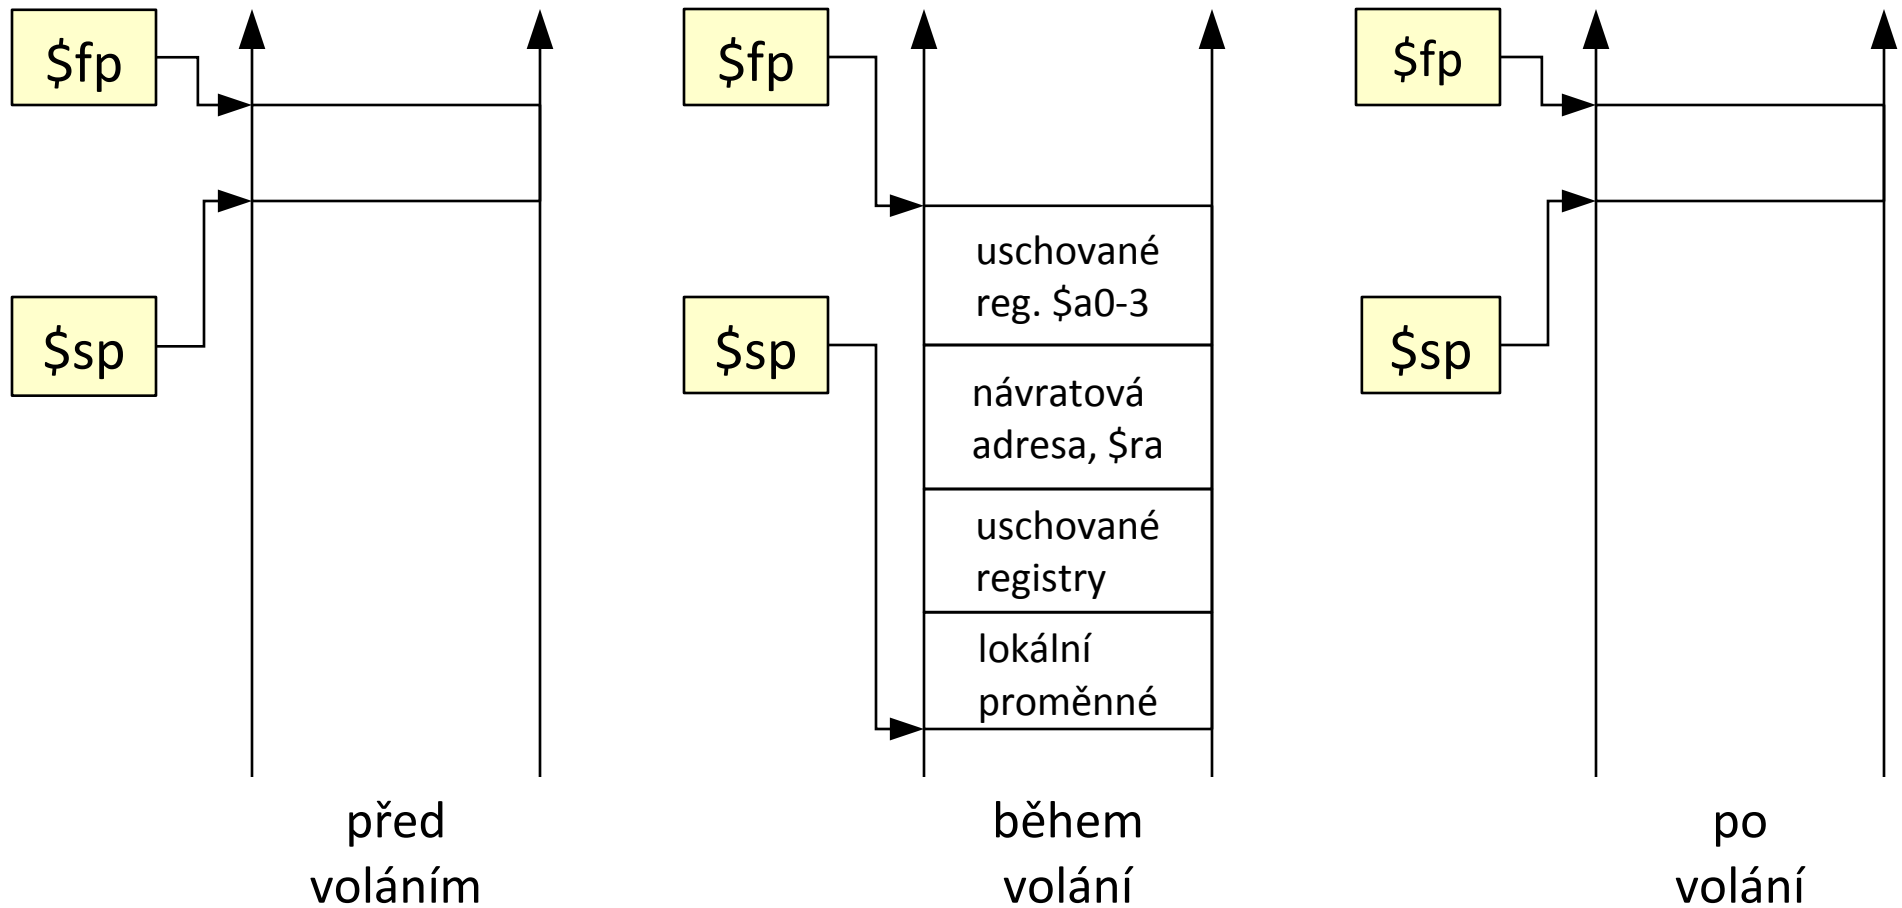 $fp
$sp
před
voláním
$fp
$sp
uschované
reg. $a0-3
návratová
adresa, $ra
uschované
registry
lokální
proměnné
během
volání
$fp
$sp
po
volání